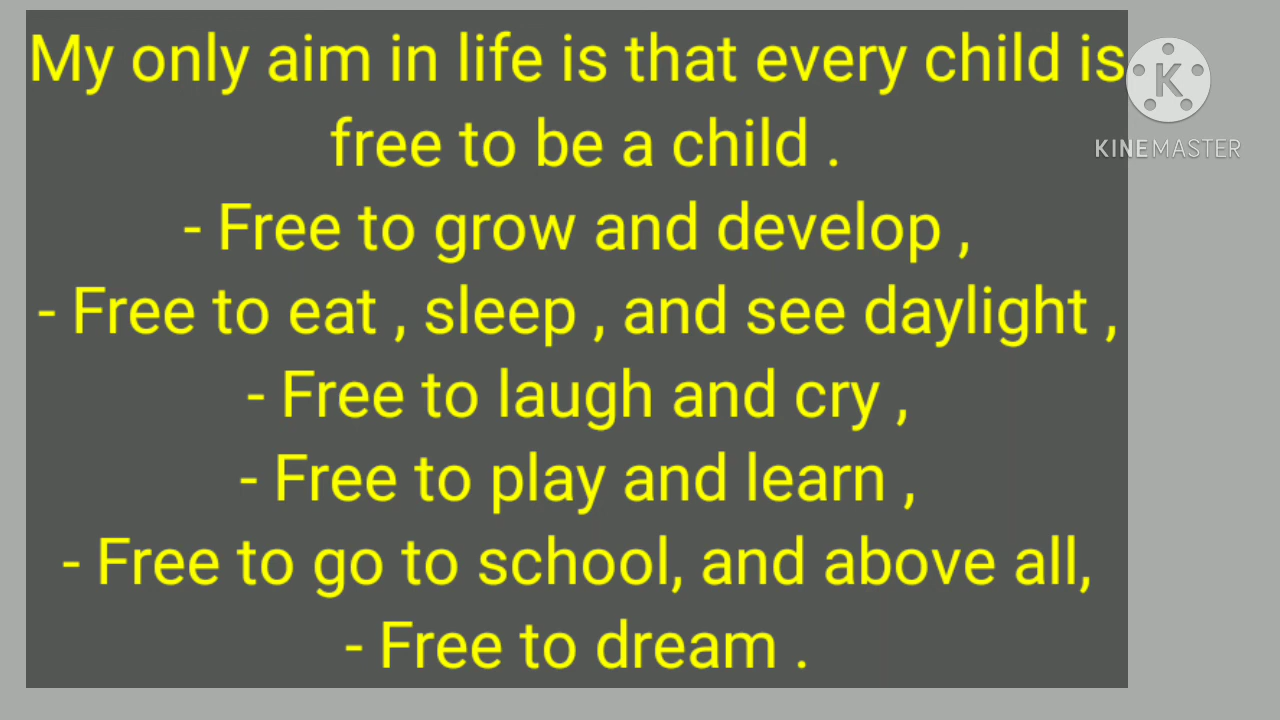 My only aim in life is that every child is
free to be a child .
- Free to grow and develop ,
- Free to eat , sleep , and see daylight ,
- Free to laugh and cry ,
- Free to play and learn ,
- Free to go to school, and above all,
- Free to dream .
K
KINEMASTER